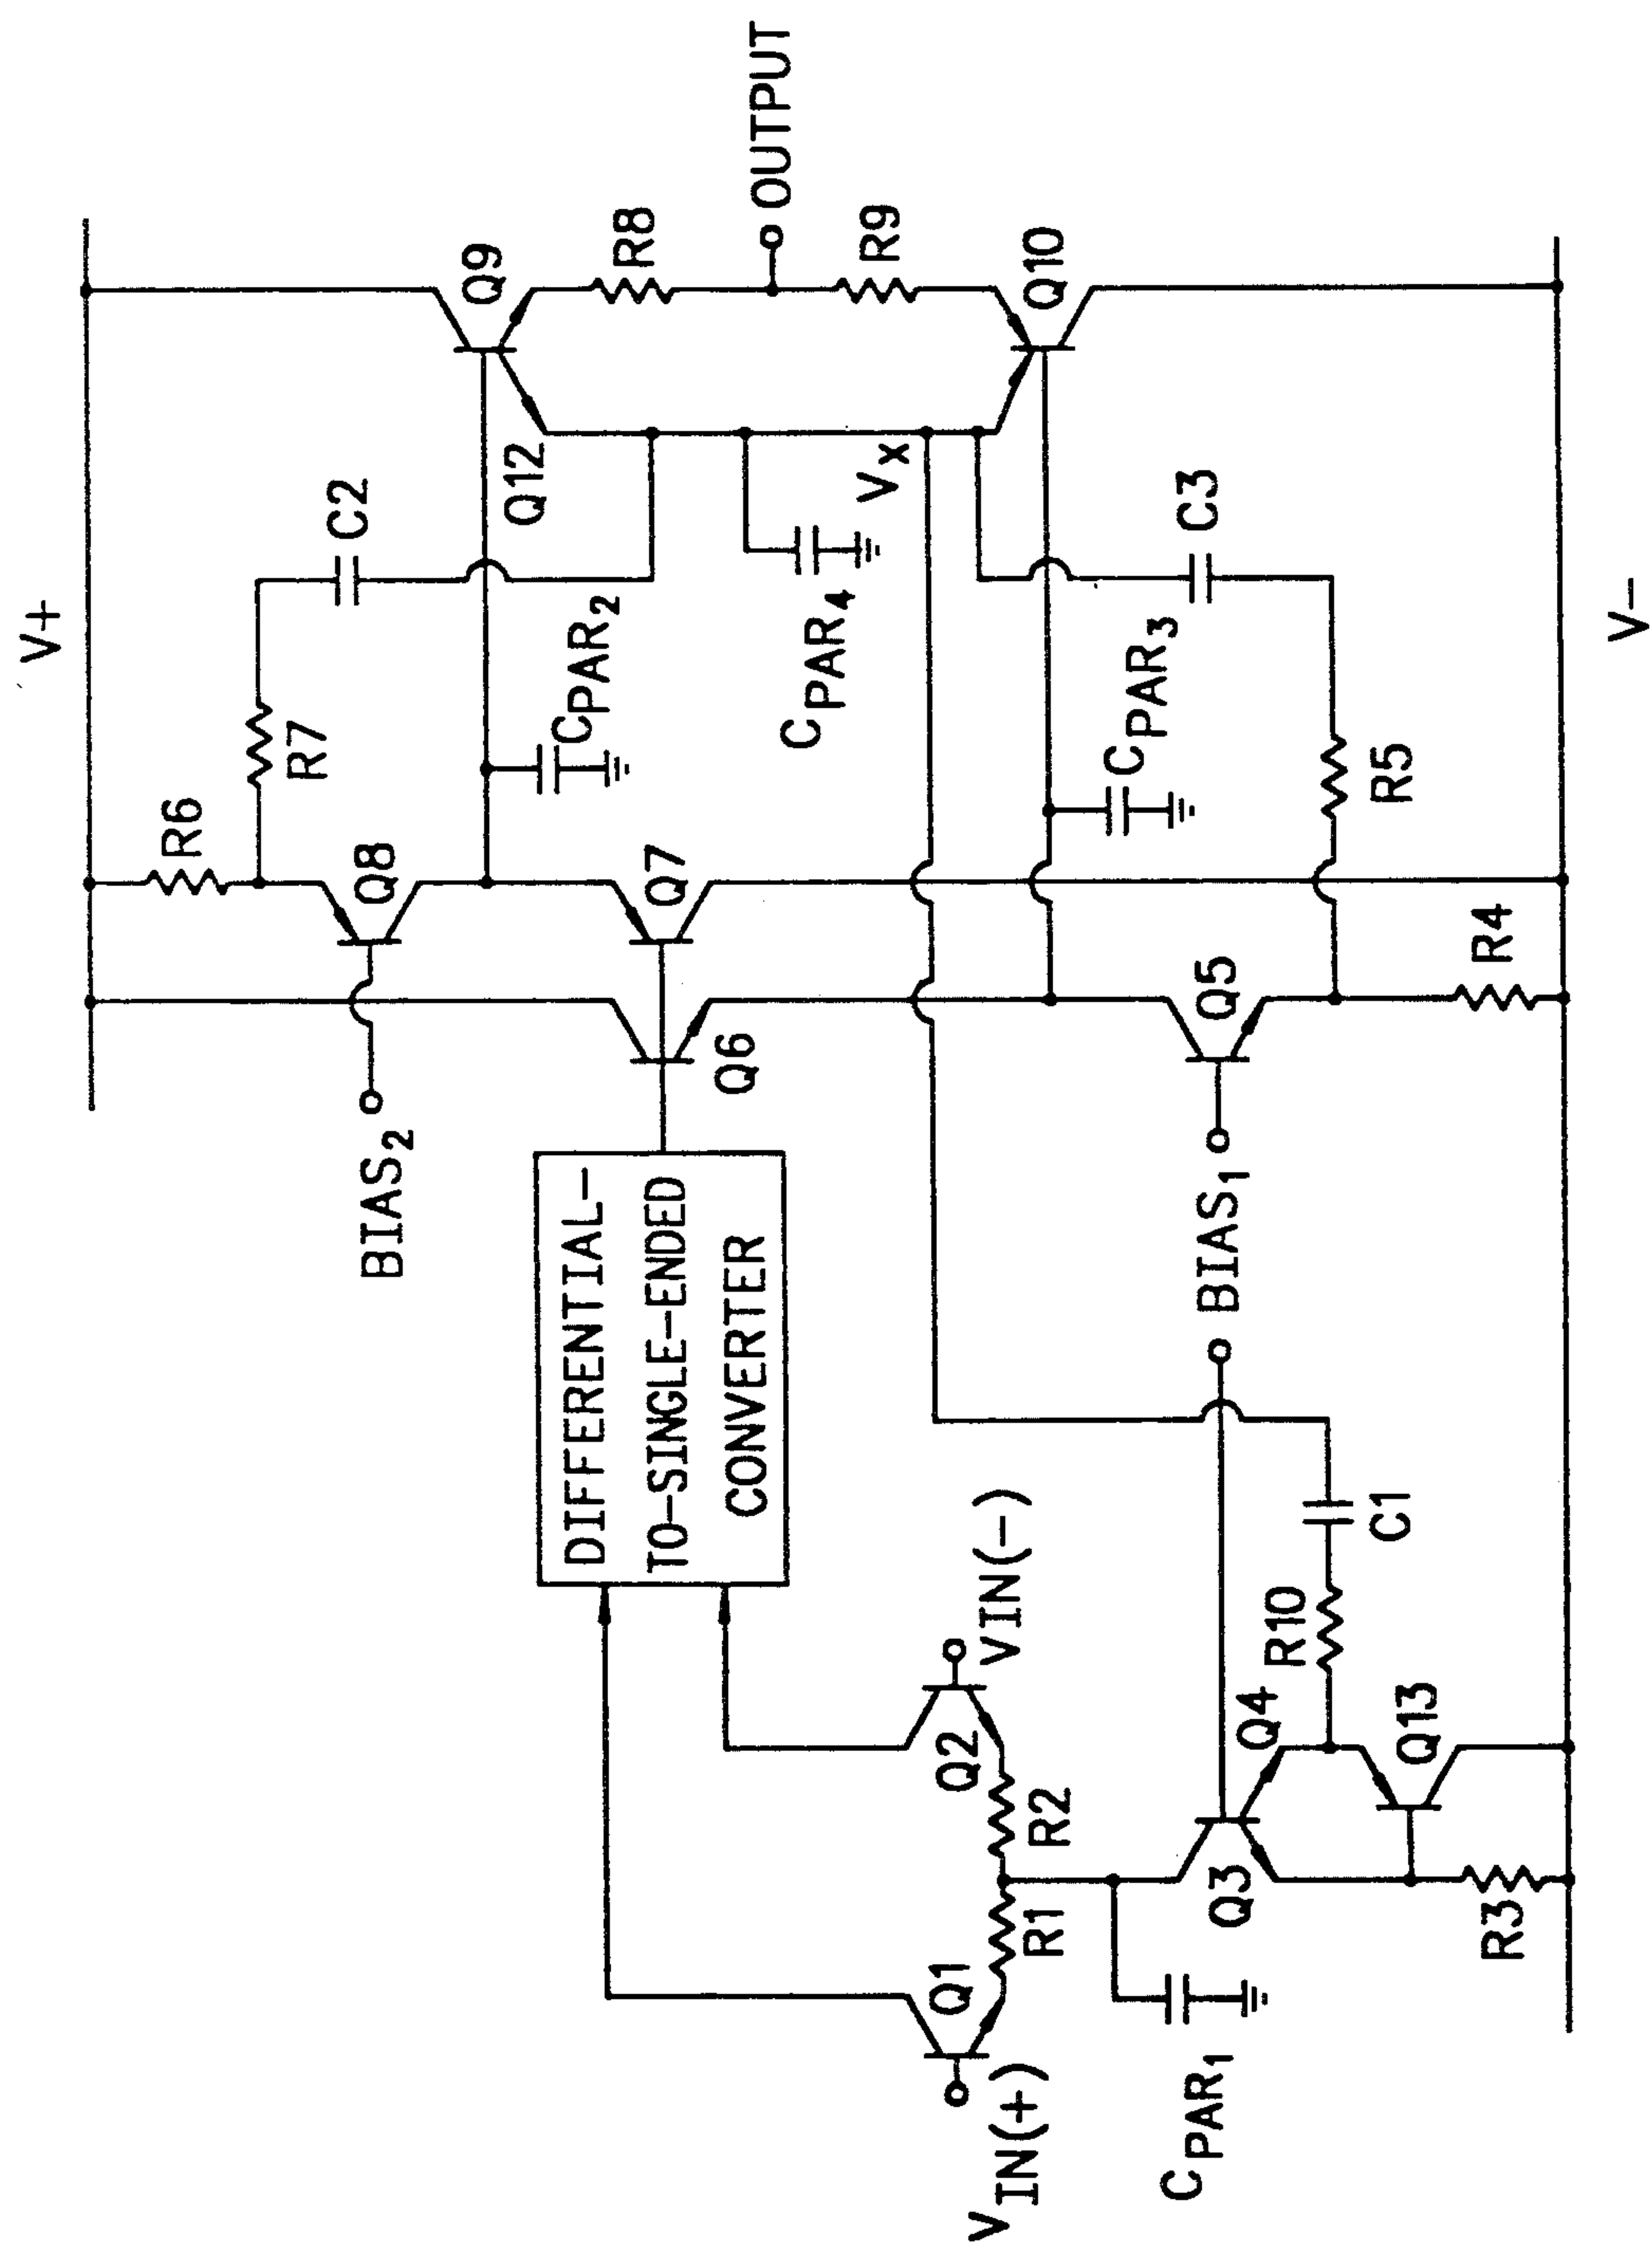 V+
R6
R7
C2
Q9
Q8
BIAS2
Q12
R8
CPAR2
DIFFERENTIAL-
TO-SINGLE-ENDED
CONVERTER
Q7
Q6
CPAR4
VX
OUTPUT
R9
Q1
Q2
VIN(+)
VIN(-)
R1
R2
CPAR3
C3
Q10
CPAR1
Q3
Q4
BIAS1
Q5
R10
C1
R5
Q13
R3
R4
V-